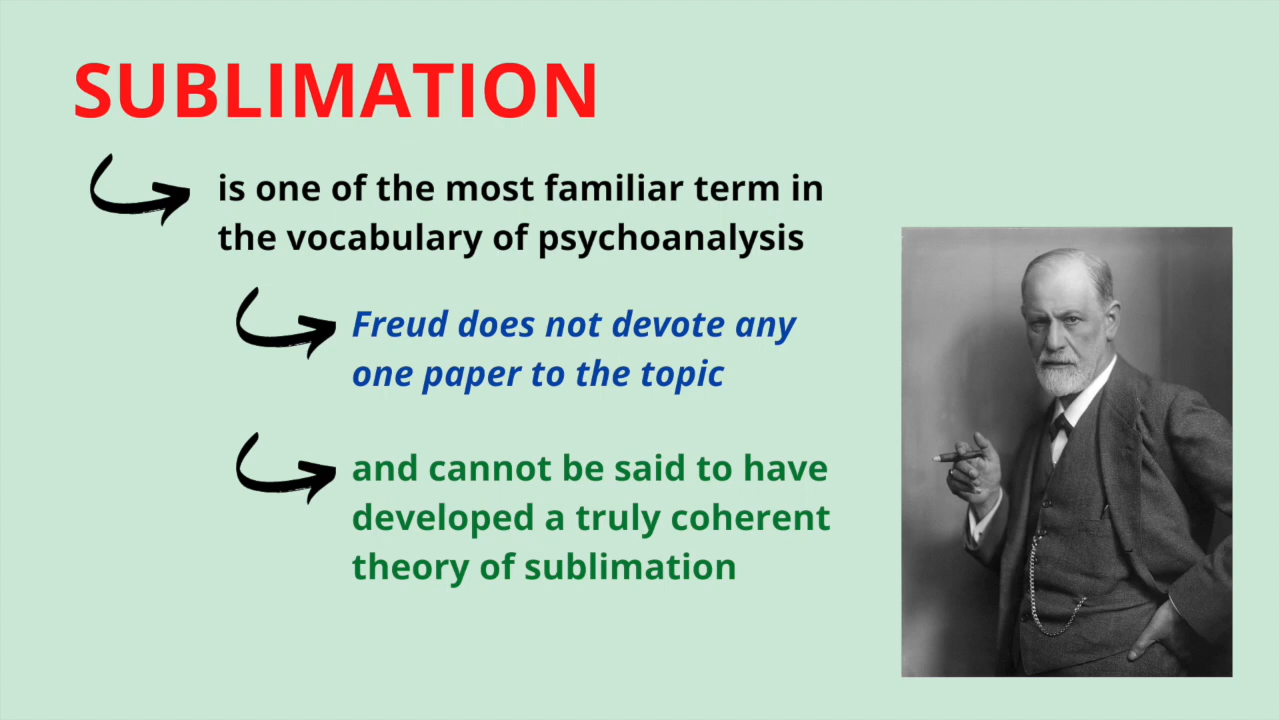 SUBLIMATION
is one of the most familiar term in
the vocabulary of psychoanalysis
Freud does not devote any
one paper to the topic
and cannot be said to have
developed a truly coherent
theory of sublimation